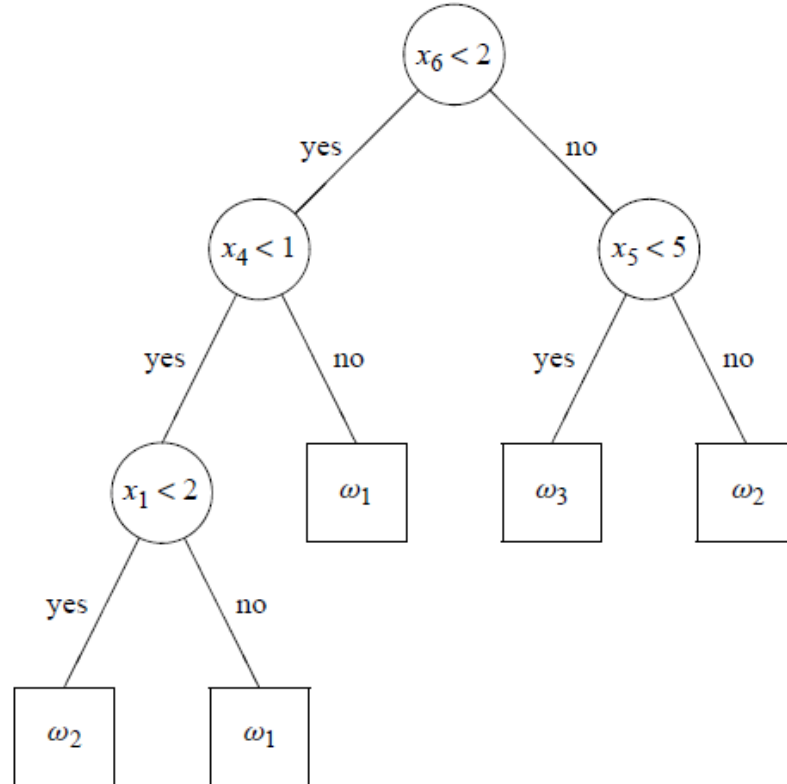 x₆ < 2
yes
no
x₄ < 1
x₅ < 5
yes
no
yes
no
x₁ < 2
ω₁
ω₃
ω₂
yes
no
ω₂
ω₁